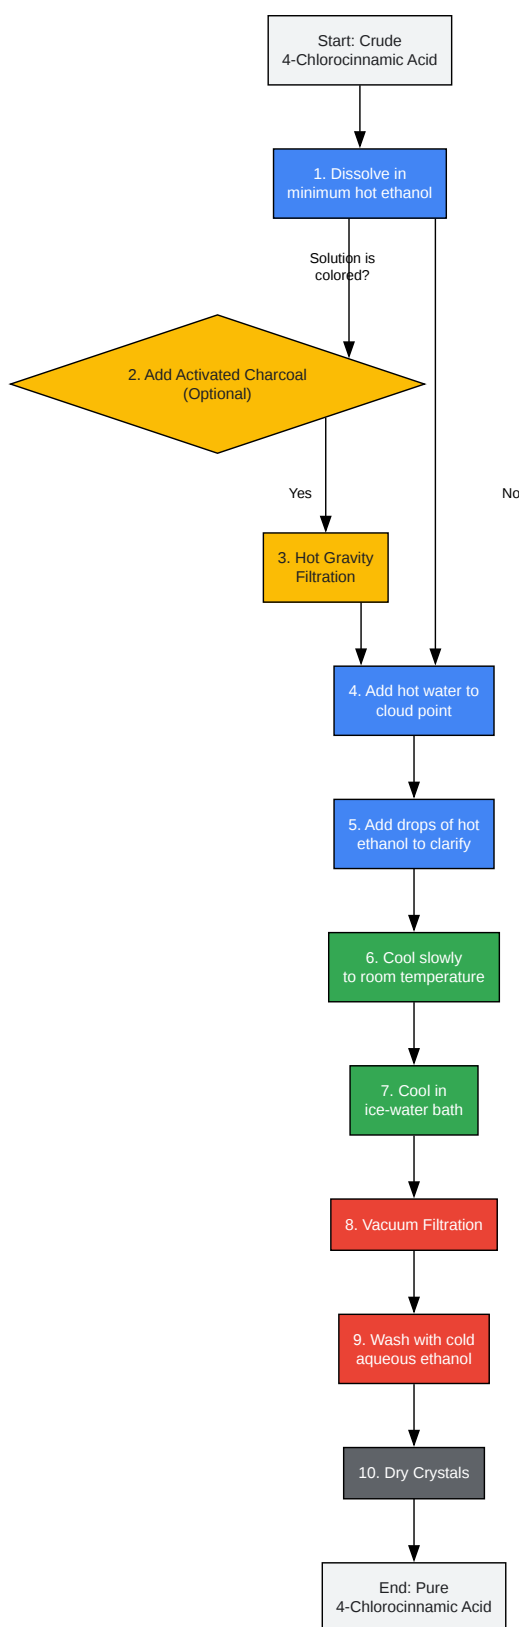 Start: Crude
4-Chlorocinnamic Acid
1. Dissolve in
minimum hot ethanol
Solution is
colored?
2. Add Activated Charcoal
(Optional)
Yes
No
3. Hot Gravity
Filtration
4. Add hot water to
cloud point
5. Add drops of hot
ethanol to clarify
6. Cool slowly
to room temperature
7. Cool in
ice-water bath
8. Vacuum Filtration
9. Wash with cold
aqueous ethanol
10. Dry Crystals
End: Pure
4-Chlorocinnamic Acid